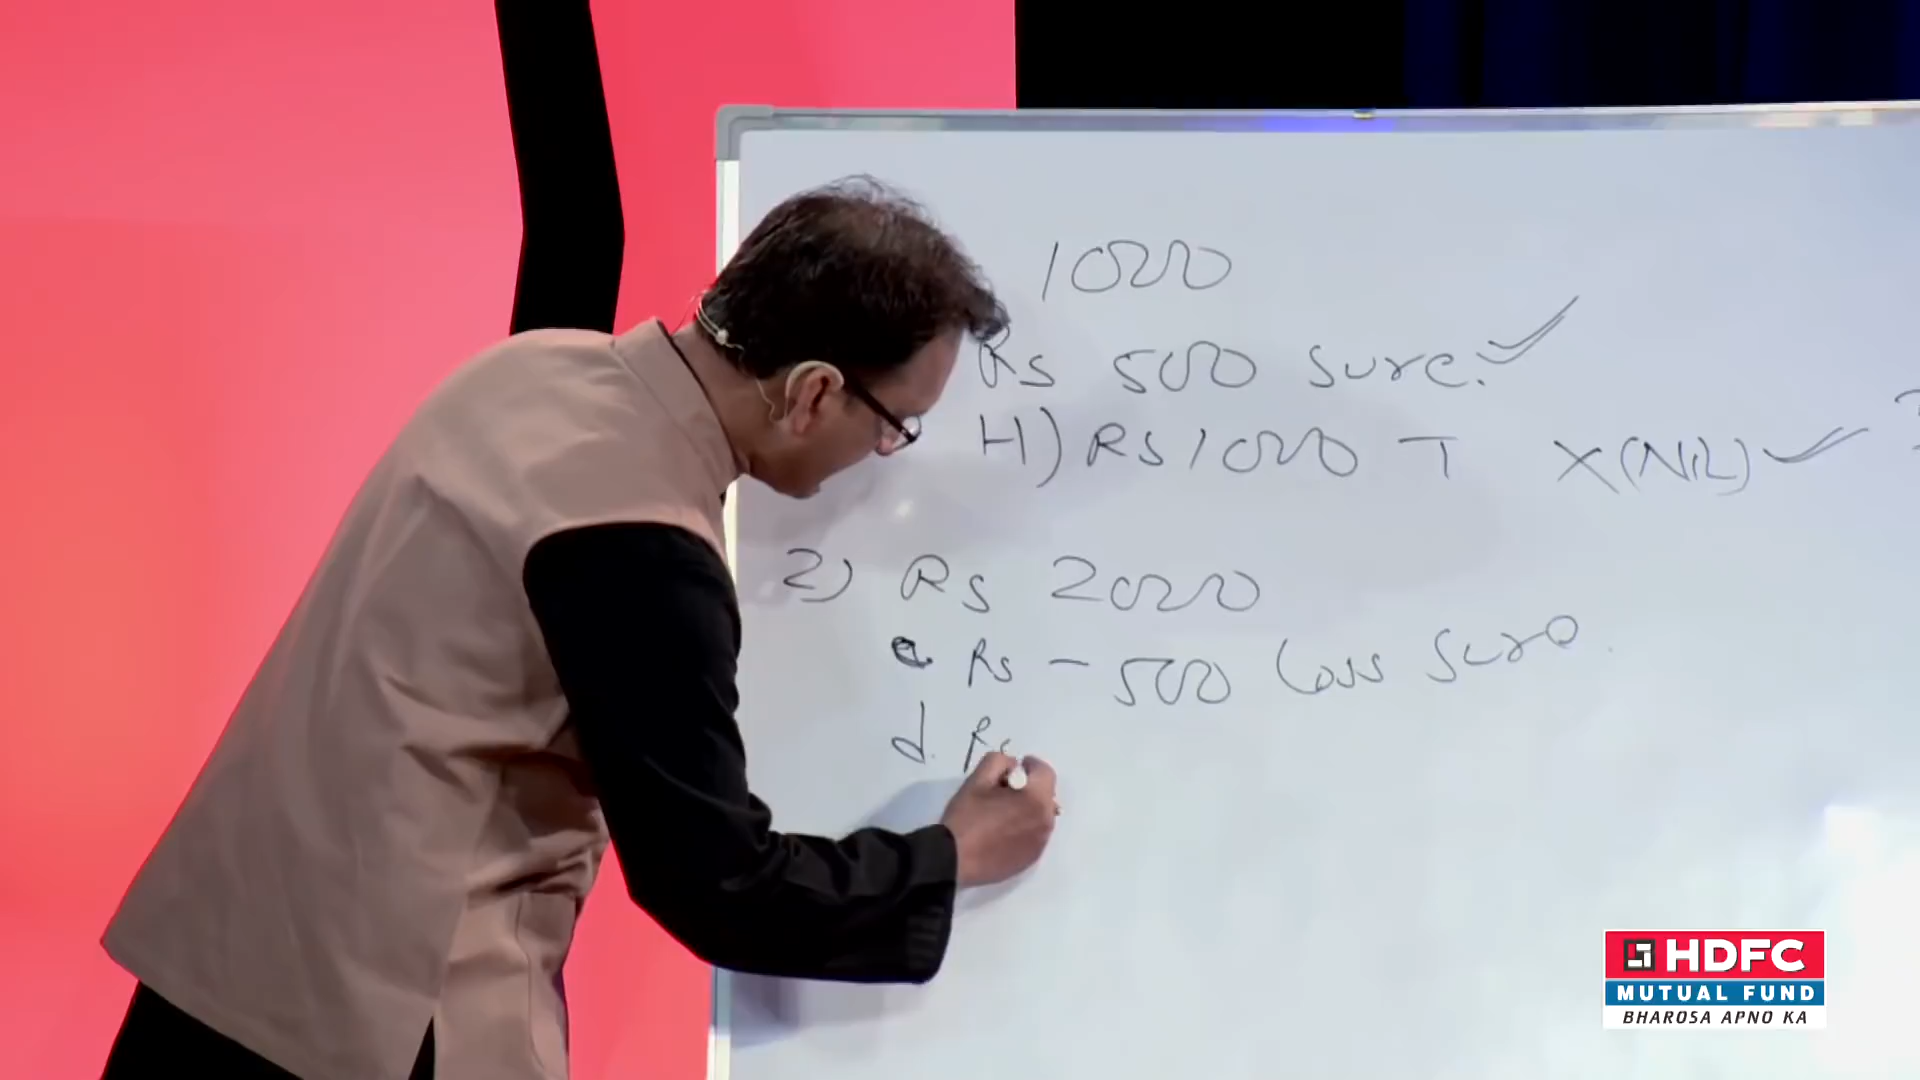 1000
Rs 500 Sure.
H) Rs 1000 T X (NIL)
2) Rs 2000
c. Rs - 500 Loss Sure.
d. Rs
HDFC
MUTUAL FUND
BHAROSA APNO KA